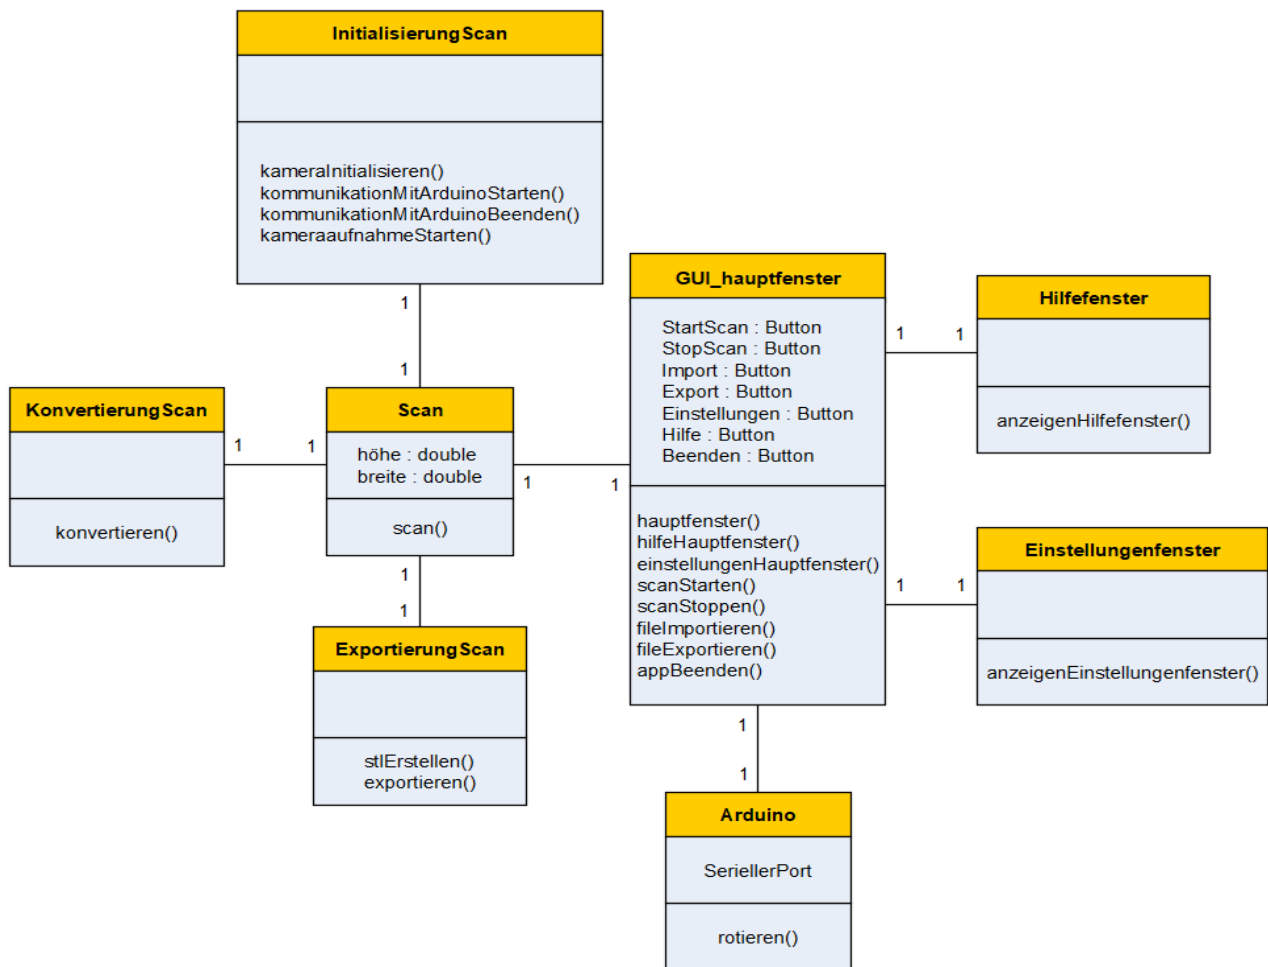 InitialisierungScan
kameraInitialisieren()
kommunikationMitArduinoStarten()
kommunikationMitArduinoBeenden()
kameraaufnahmeStarten()
1
1
KonvertierungScan
konvertieren()
1
1
Scan
höhe : double
breite : double
scan()
1
1
1
1
ExportierungScan
stlErstellen()
exportieren()
GUI_hauptfenster
StartScan : Button
StopScan : Button
Import : Button
Export : Button
Einstellungen : Button
Hilfe : Button
Beenden : Button
hauptfenster()
hilfeHauptfenster()
einstellungenHauptfenster()
scanStarten()
scanStoppen()
fileImportieren()
fileExportieren()
appBeenden()
1
1
Hilfefenster
anzeigenHilfefenster()
1
1
Einstellungenfenster
anzeigenEinstellungenfenster()
1
1
Arduino
SeriellerPort
rotieren()